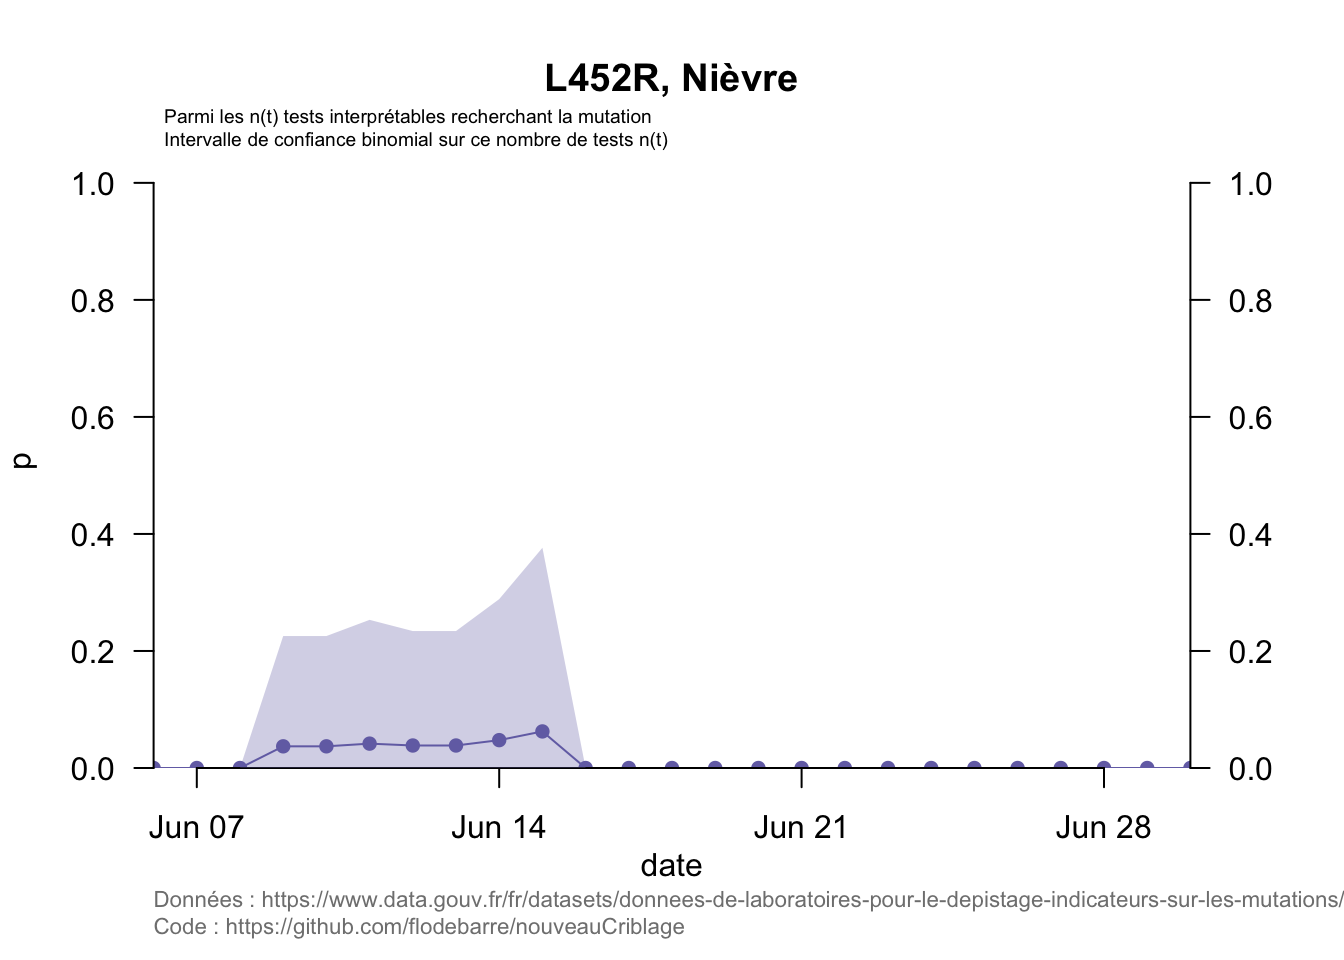 L452R, Nièvre
Parmi les n(t) tests interprétables recherchant la mutation
Intervalle de confiance binomial sur ce nombre de tests n(t)
1.0 1.0
0.8 0.8
0.6 0.6
p
0.4 0.4
0.2 0.2
0.0 0.0
Jun 07 Jun 14 Jun 21 Jun 28
date
Données : https://www.data.gouv.fr/fr/datasets/donnees-de-laboratoires-pour-le-depistage-indicateurs-sur-les-mutations/
Code : https://github.com/flodebarre/nouveauCriblage